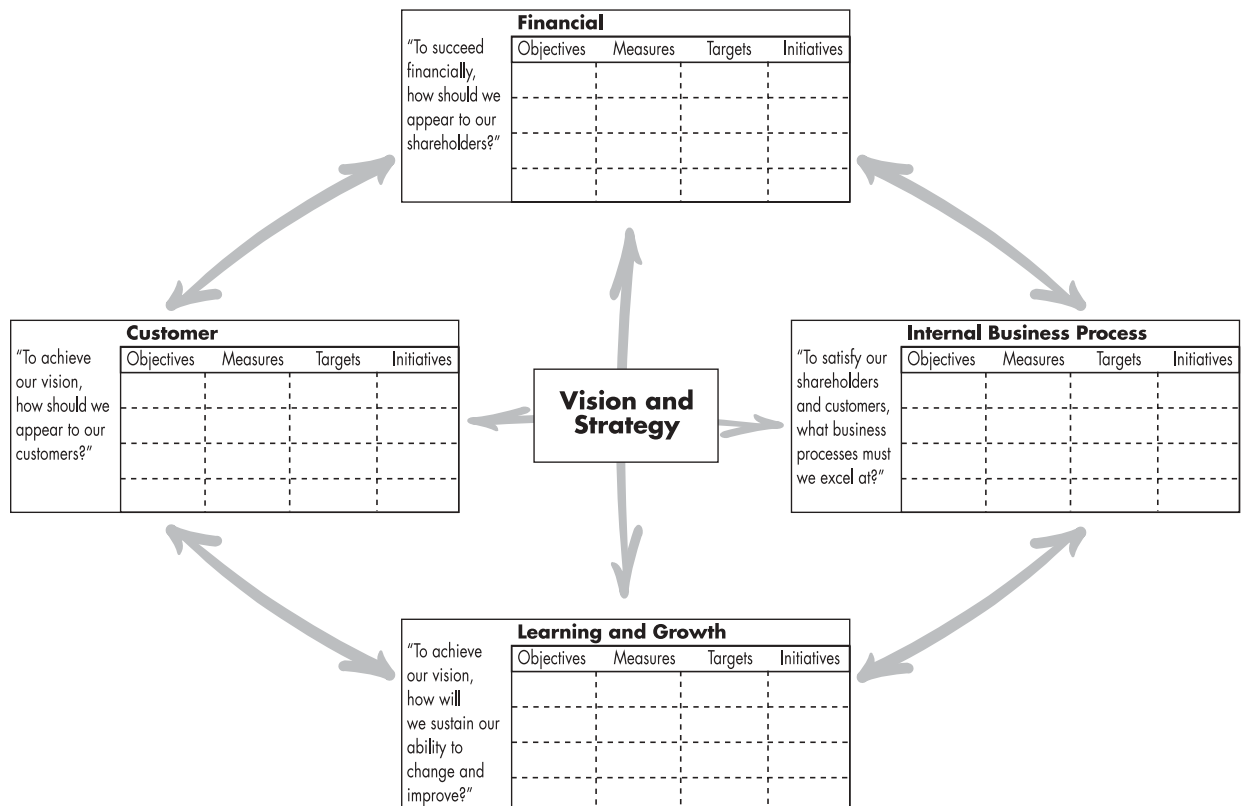 Financial
“To succeed
financially,
how should we
appear to our
shareholders?”
Objectives Measures Targets Initiatives
Customer
“To achieve
our vision,
how should we
appear to our
customers?”
Objectives Measures Targets Initiatives
Vision and
Strategy
Internal Business Process
“To satisfy our
shareholders
and customers,
what business
processes must
we excel at?”
Objectives Measures Targets Initiatives
Learning and Growth
“To achieve
our vision,
how will
we sustain our
ability to
change and
improve?”
Objectives Measures Targets Initiatives